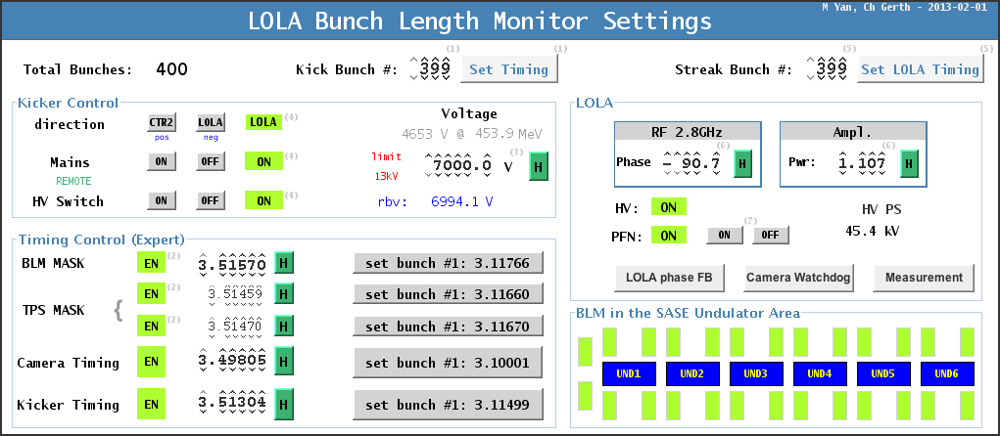 M Yan, Ch Gerth - 2013-02-01
LOLA Bunch Length Monitor Settings
Total Bunches: 400
Kick Bunch #: 399 (1) Set Timing (1)
Streak Bunch #: 399 (5) Set LOLA Timing (5)
Kicker Control
direction CTR2 pos LOLA neg LOLA (4)
Voltage
4653 V @ 453.9 MeV
Mains ON OFF ON (4)
REMOTE
limit 13kV 7000.0 V (3) H
HV Switch ON OFF ON (4)
rbv: 6994.1 V
Timing Control (Expert)
BLM MASK EN (2) 3.51570 H set bunch #1: 3.11766
TPS MASK { EN (2) 3.51459 H set bunch #1: 3.11660
EN (2) 3.51470 H set bunch #1: 3.11670
Camera Timing EN 3.49805 H set bunch #1: 3.10001
Kicker Timing EN 3.51304 H set bunch #1: 3.11499
LOLA
RF 2.8GHz
Phase -90.7 (6) H
Ampl.
Pwr: 1.107 (6) H
HV: ON
HV PS
PFN: ON ON (7) OFF
45.4 kV
LOLA phase FB Camera Watchdog Measurement
BLM in the SASE Undulator Area
UND1 UND2 UND3 UND4 UND5 UND6